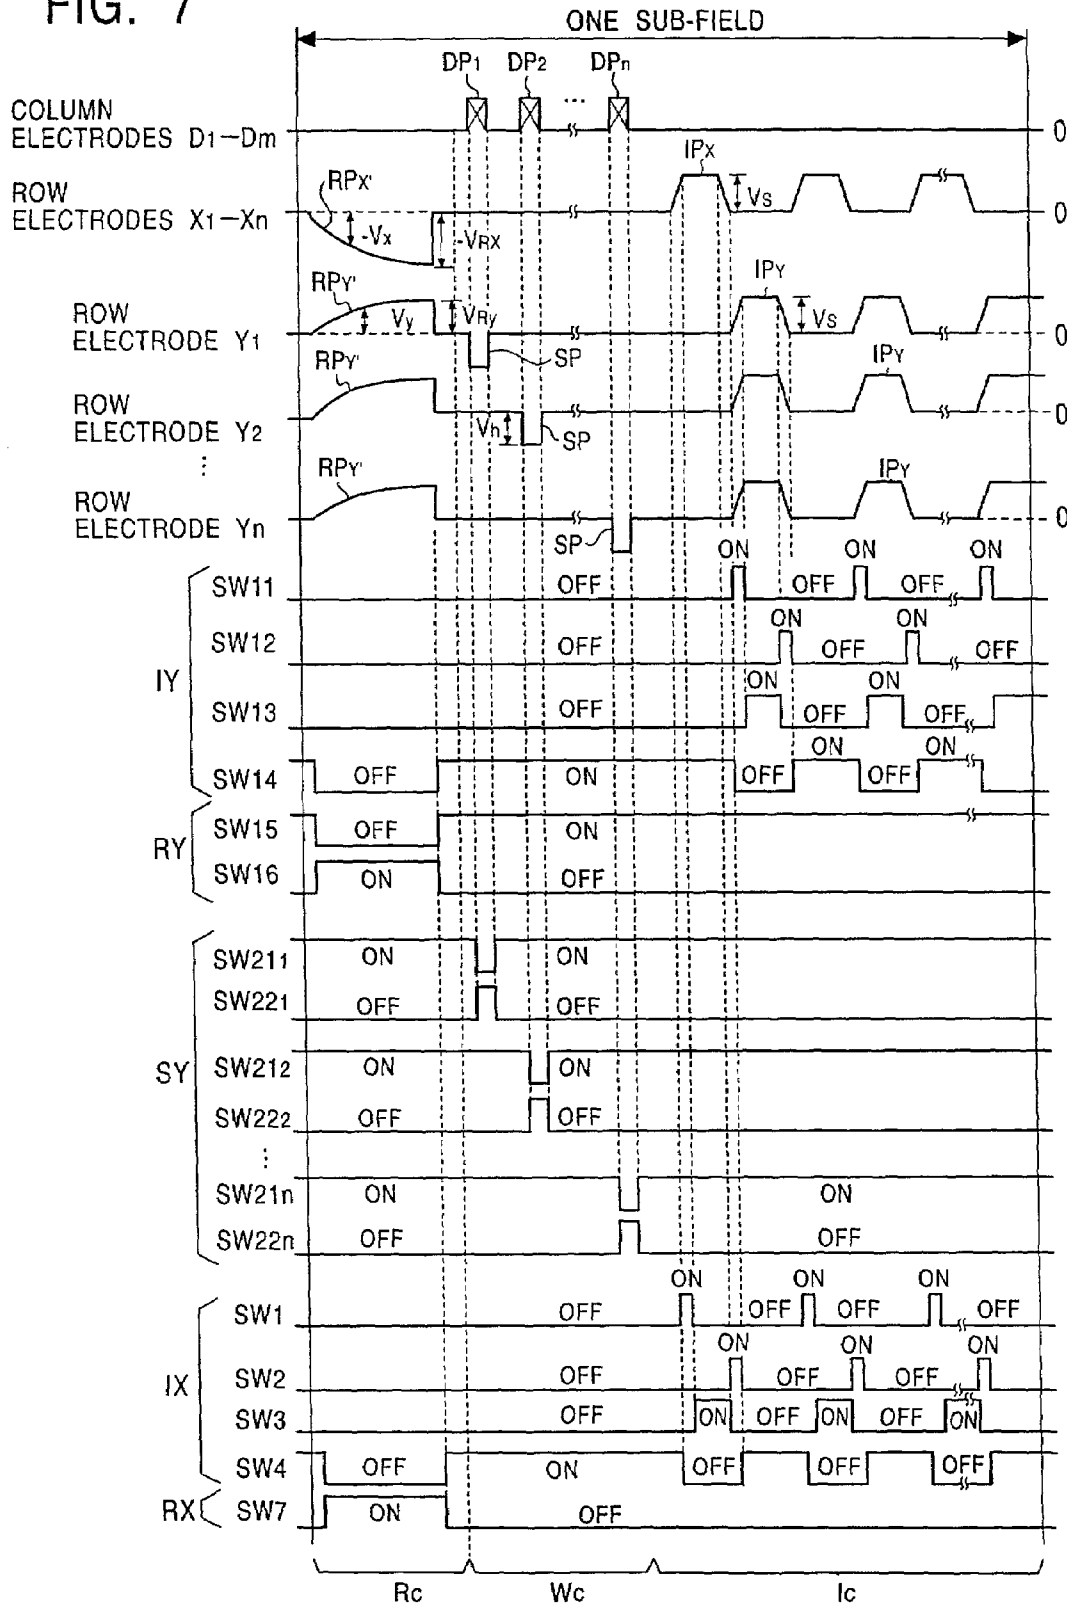 FIG. 7
ONE SUB-FIELD
DP1 DP2 ... DPn
COLUMN
ELECTRODES D1–Dm
0
ROW
ELECTRODES X1–Xn
RPX'
-Vx
-VRX
IPX
Vs
0
ROW
ELECTRODE Y1
RPY'
Vy
VRy
SP
IPY
Vs
0
ROW
ELECTRODE Y2
RPY'
Vh
SP
IPY
0
⋮
ROW
ELECTRODE Yn
RPY'
SP
IPY
0
IY
ON ON ON
SW11 OFF OFF OFF
ON ON
SW12 OFF OFF OFF
ON ON
SW13 OFF OFF OFF
ON ON
SW14 OFF ON OFF OFF
RY
SW15 OFF ON
SW16 ON OFF
SY
SW211 ON ON
SW221 OFF OFF
SW212 ON ON
SW222 OFF OFF
⋮
SW21n ON ON
SW22n OFF OFF
IX
ON ON ON
SW1 OFF OFF OFF OFF
ON ON ON
SW2 OFF OFF OFF
SW3 OFF ON OFF ON OFF ON
SW4 OFF ON OFF OFF OFF
RX
SW7 ON OFF
Rc Wc Ic